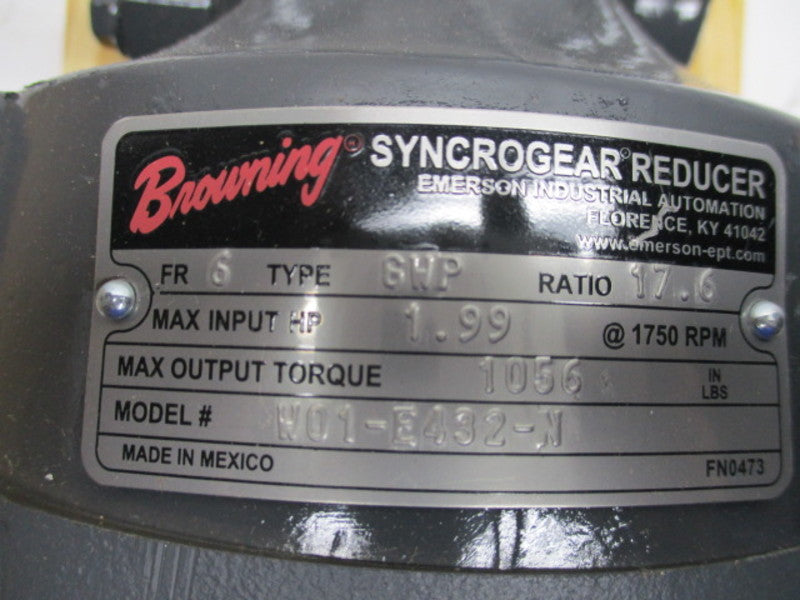 Browning® SYNCROGEAR® REDUCER
EMERSON INDUSTRIAL AUTOMATION
FLORENCE, KY 41042
www.emerson-ept.com
FR 6 TYPE GWP RATIO 17.6
MAX INPUT HP 1.99 @ 1750 RPM
MAX OUTPUT TORQUE 1056 IN LBS
MODEL # W01-E432-N
MADE IN MEXICO FN0473